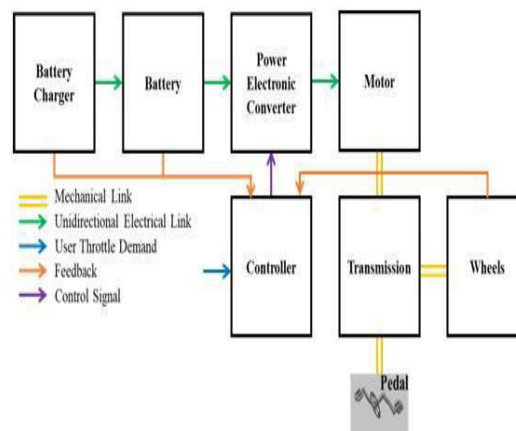 Battery
Charger
Battery
Power
Electronic
Converter
Motor
Mechanical Link
Unidirectional Electrical Link
User Throttle Demand
Feedback
Control Signal
Controller
Transmission
Wheels
Pedal